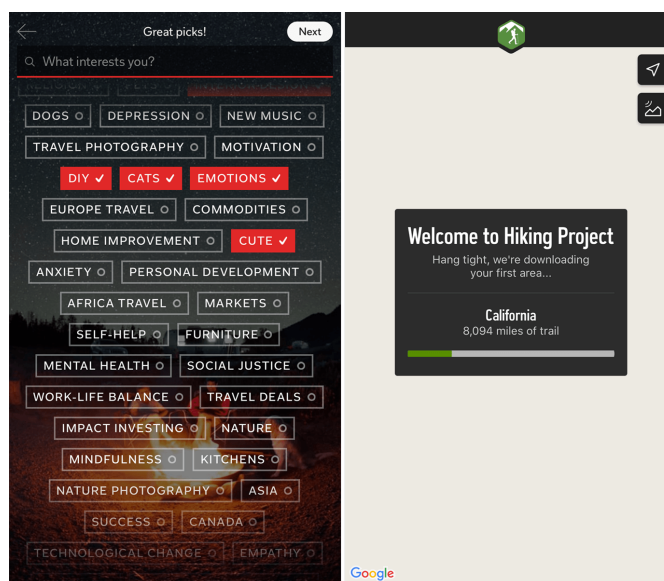 Great picks!
Next
What interests you?
DOGS
DEPRESSION
NEW MUSIC
TRAVEL PHOTOGRAPHY
MOTIVATION
DIY
CATS
EMOTIONS
EUROPE TRAVEL
COMMODITIES
HOME IMPROVEMENT
CUTE
ANXIETY
PERSONAL DEVELOPMENT
AFRICA TRAVEL
MARKETS
SELF-HELP
FURNITURE
MENTAL HEALTH
SOCIAL JUSTICE
WORK-LIFE BALANCE
TRAVEL DEALS
IMPACT INVESTING
NATURE
MINDFULNESS
KITCHENS
NATURE PHOTOGRAPHY
ASIA
SUCCESS
CANADA
TECHNOLOGICAL CHANGE
EMPATHY
Welcome to Hiking Project
Hang tight, we're downloading
your first area...
California
8,094 miles of trail
Google